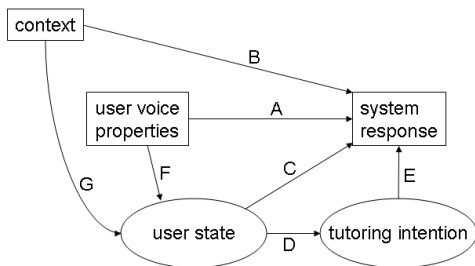 context
B
user voice
properties
A
system
response
F
C
G
E
user state
D
tutoring intention